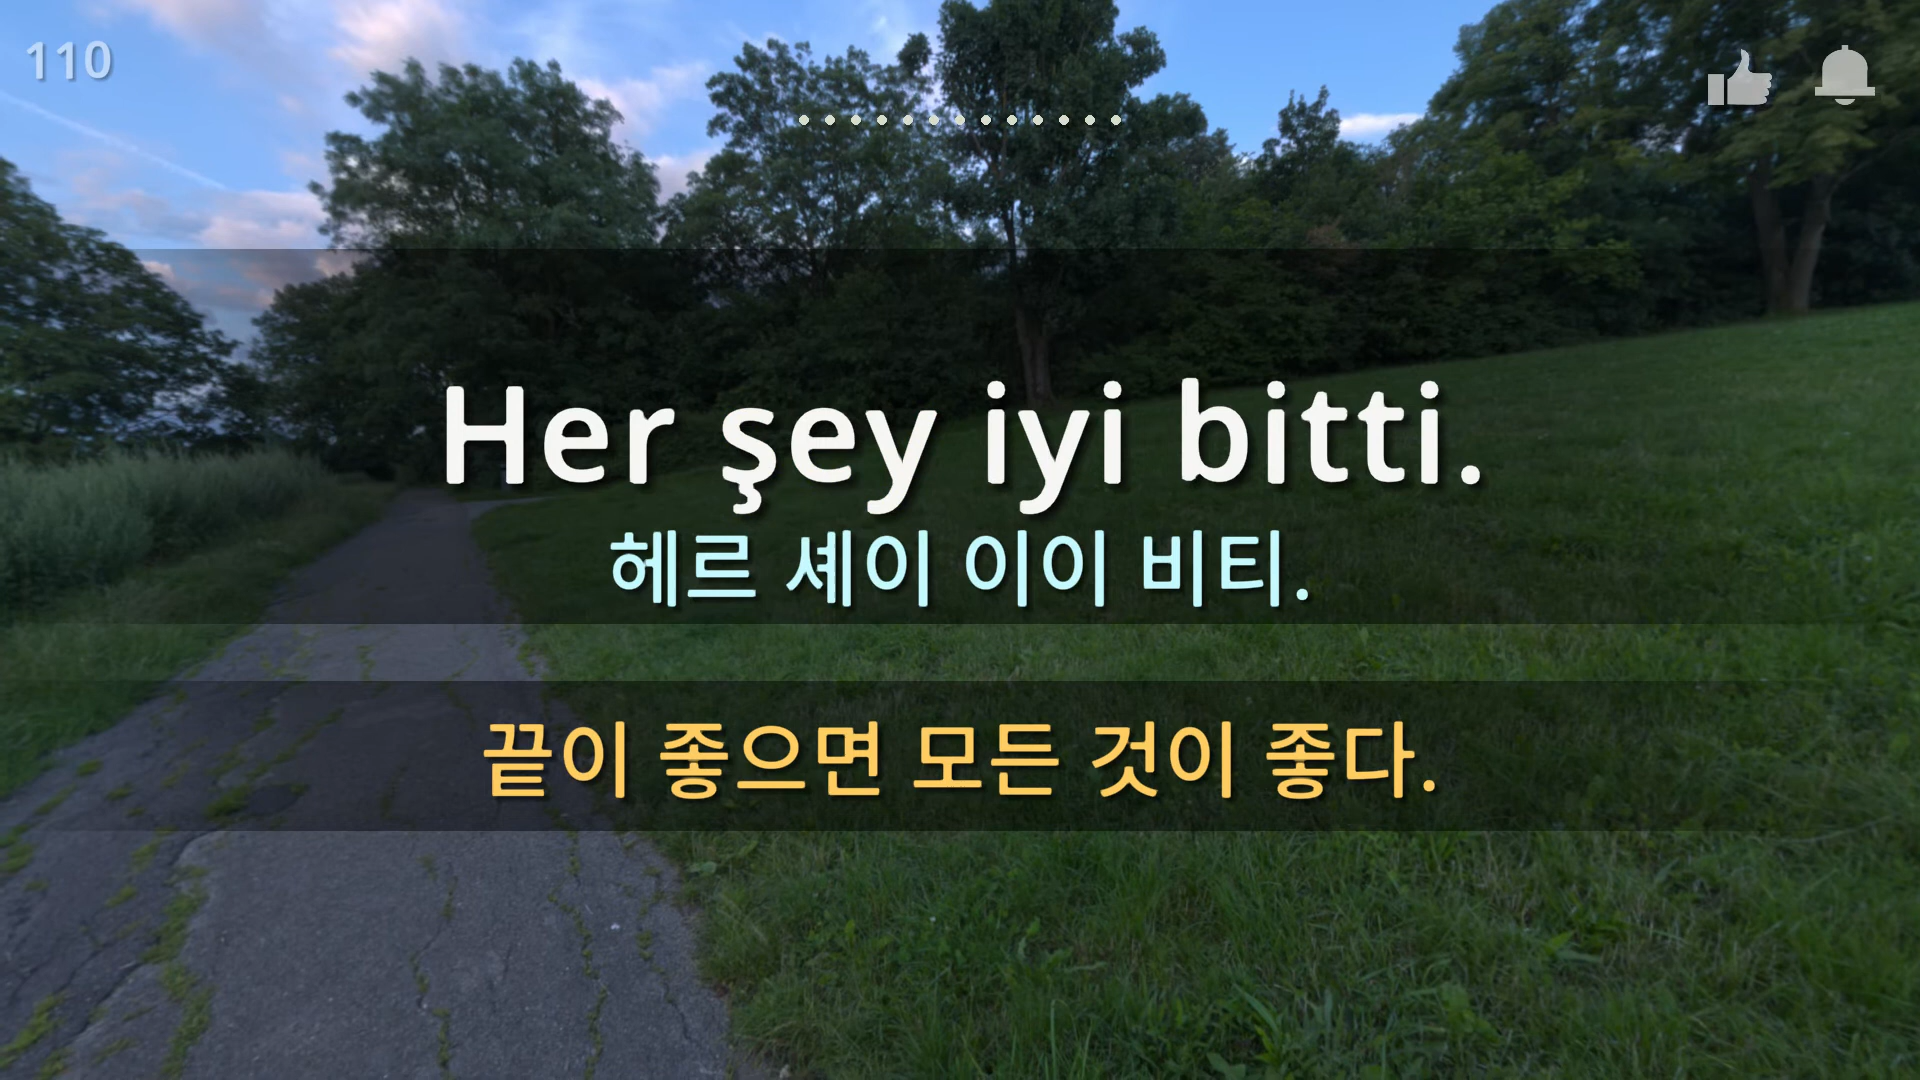 110
Her şey iyi bitti.
헤르 셰이 이이 비티.
끝이 좋으면 모든 것이 좋다.